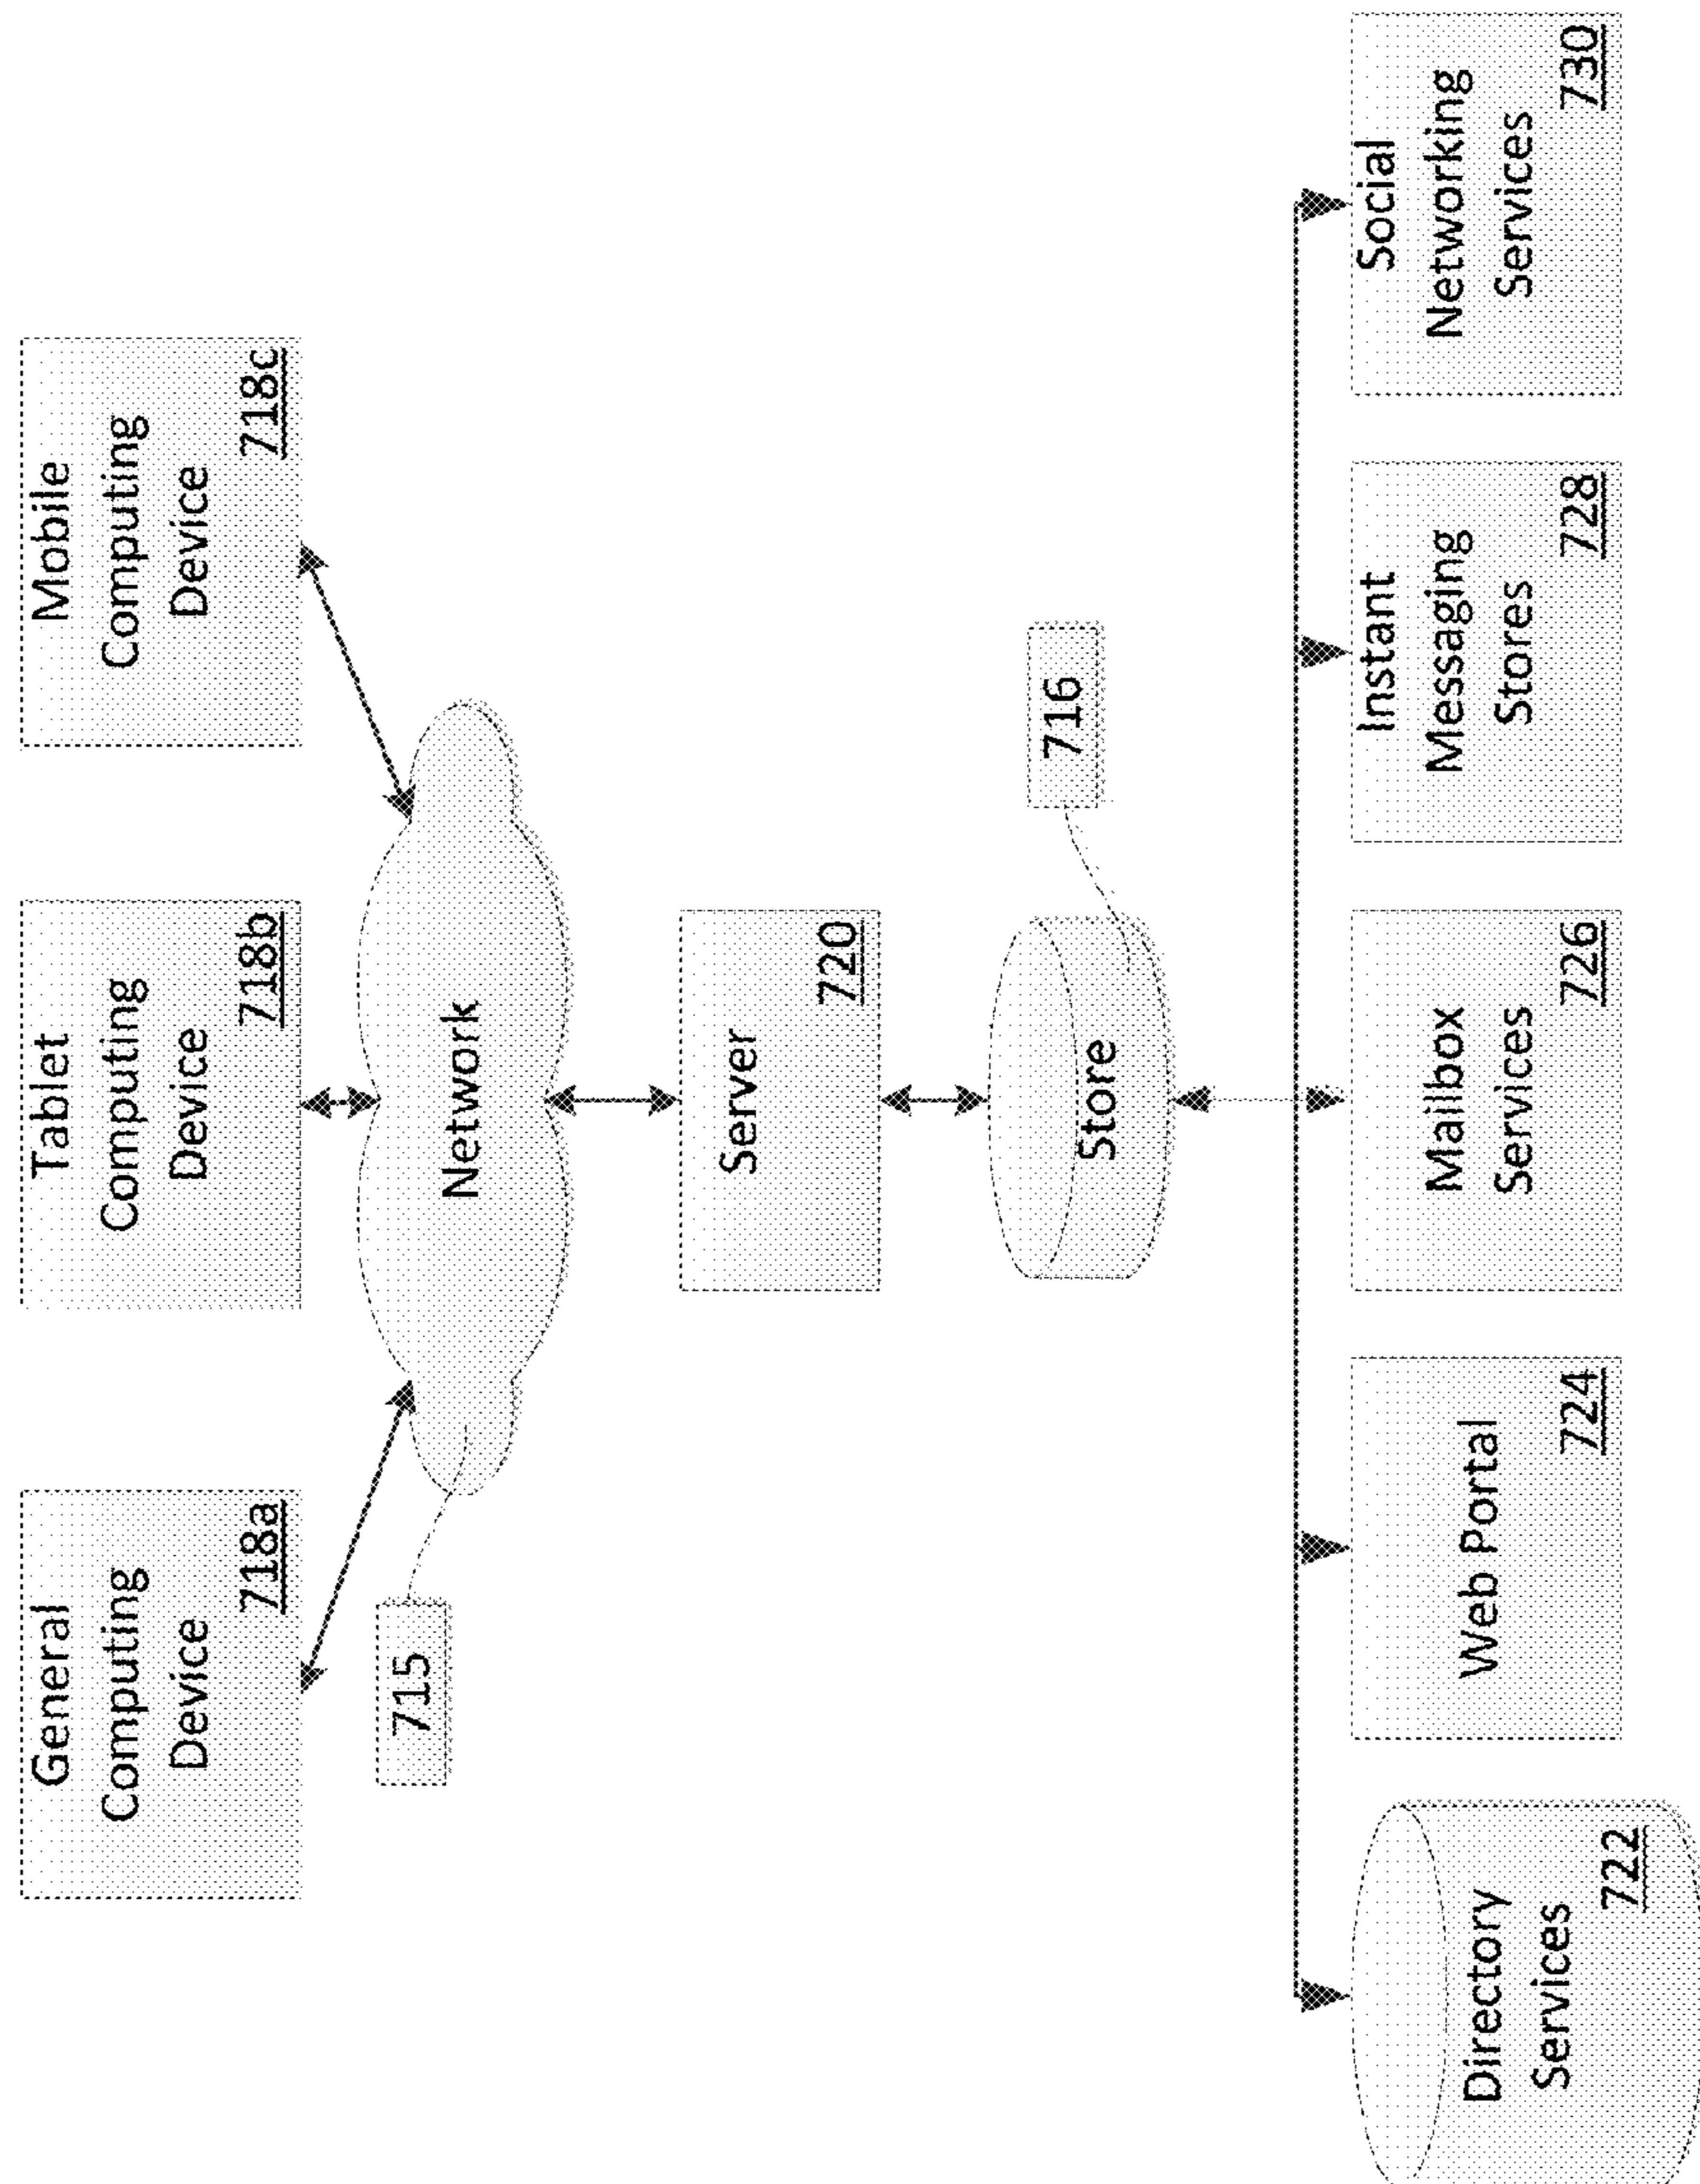 General
Computing
Device
718a
Tablet
Computing
Device
718b
Mobile
Computing
Device
718c
715
Network
Server
720
Store
716
Directory
Services
722
Web Portal
724
Mailbox
Services
726
Instant
Messaging
Stores
728
Social
Networking
Services
730